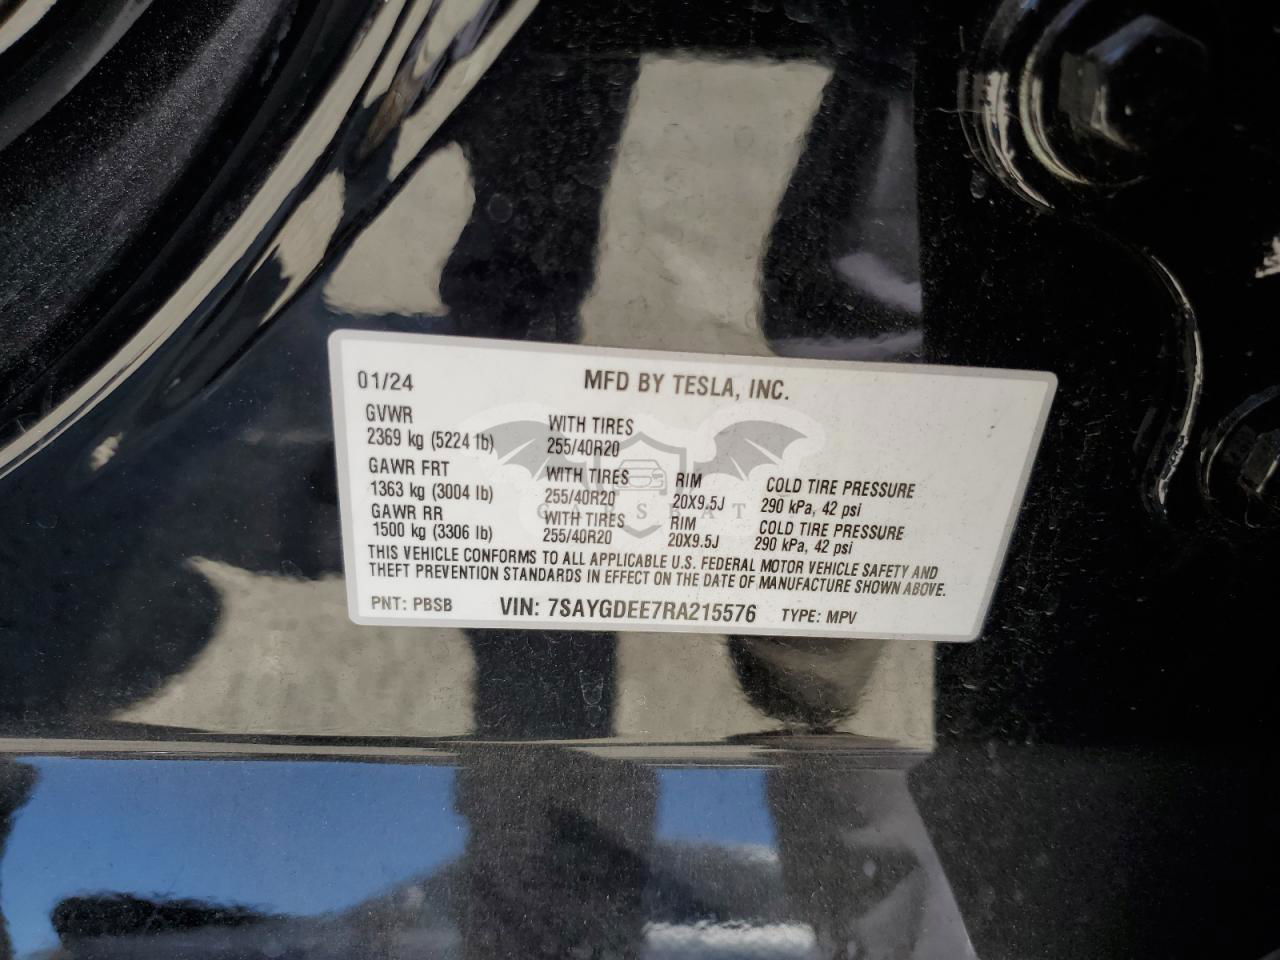 01/24 MFD BY TESLA, INC.
GVWR WITH TIRES
2369 kg (5224 lb) 255/40R20
GAWR FRT WITH TIRES RIM COLD TIRE PRESSURE
1363 kg (3004 lb) 255/40R20 20X9.5J 290 kPa, 42 psi
GAWR RR WITH TIRES RIM COLD TIRE PRESSURE
1500 kg (3306 lb) 255/40R20 20X9.5J 290 kPa, 42 psi
THIS VEHICLE CONFORMS TO ALL APPLICABLE U.S. FEDERAL MOTOR VEHICLE SAFETY AND
THEFT PREVENTION STANDARDS IN EFFECT ON THE DATE OF MANUFACTURE SHOWN ABOVE.
PNT: PBSB VIN: 7SAYGDEE7RA215576 TYPE: MPV
CARSBAT